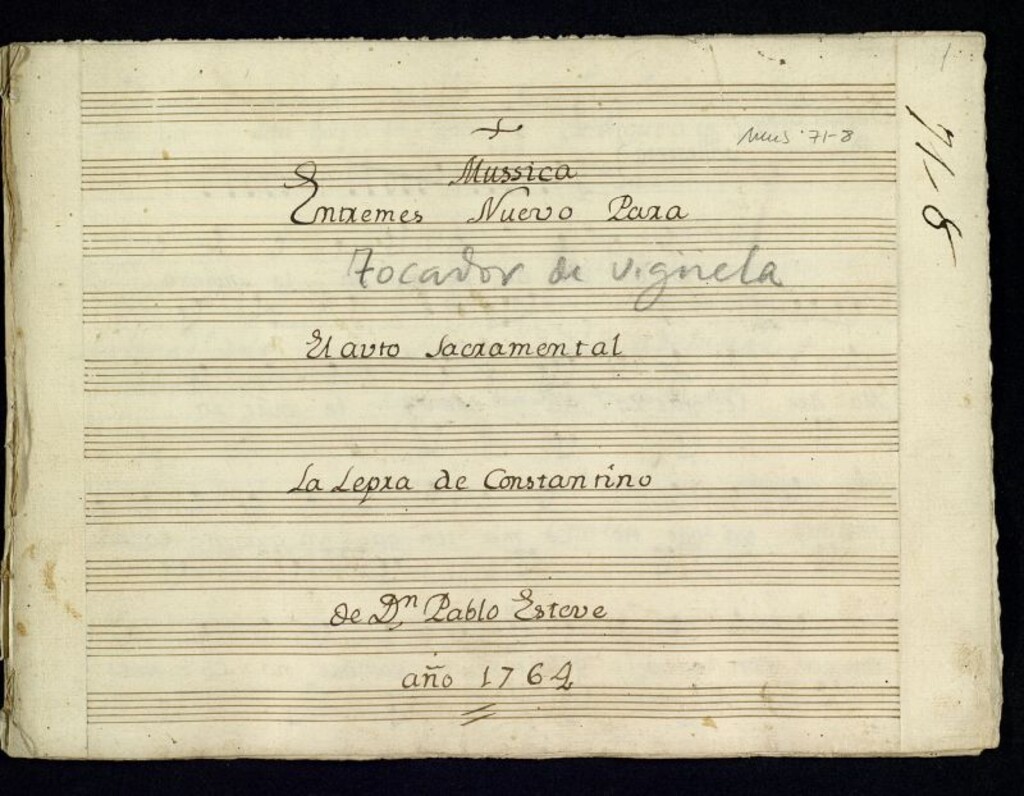 1
Mus 71-8
71-8
Mussica
Entremes Nuevo Para
Tocador de vigüela
El auto Sacramental
La Lepra de Constantino
de Dn. Pablo Esteve
año 1764